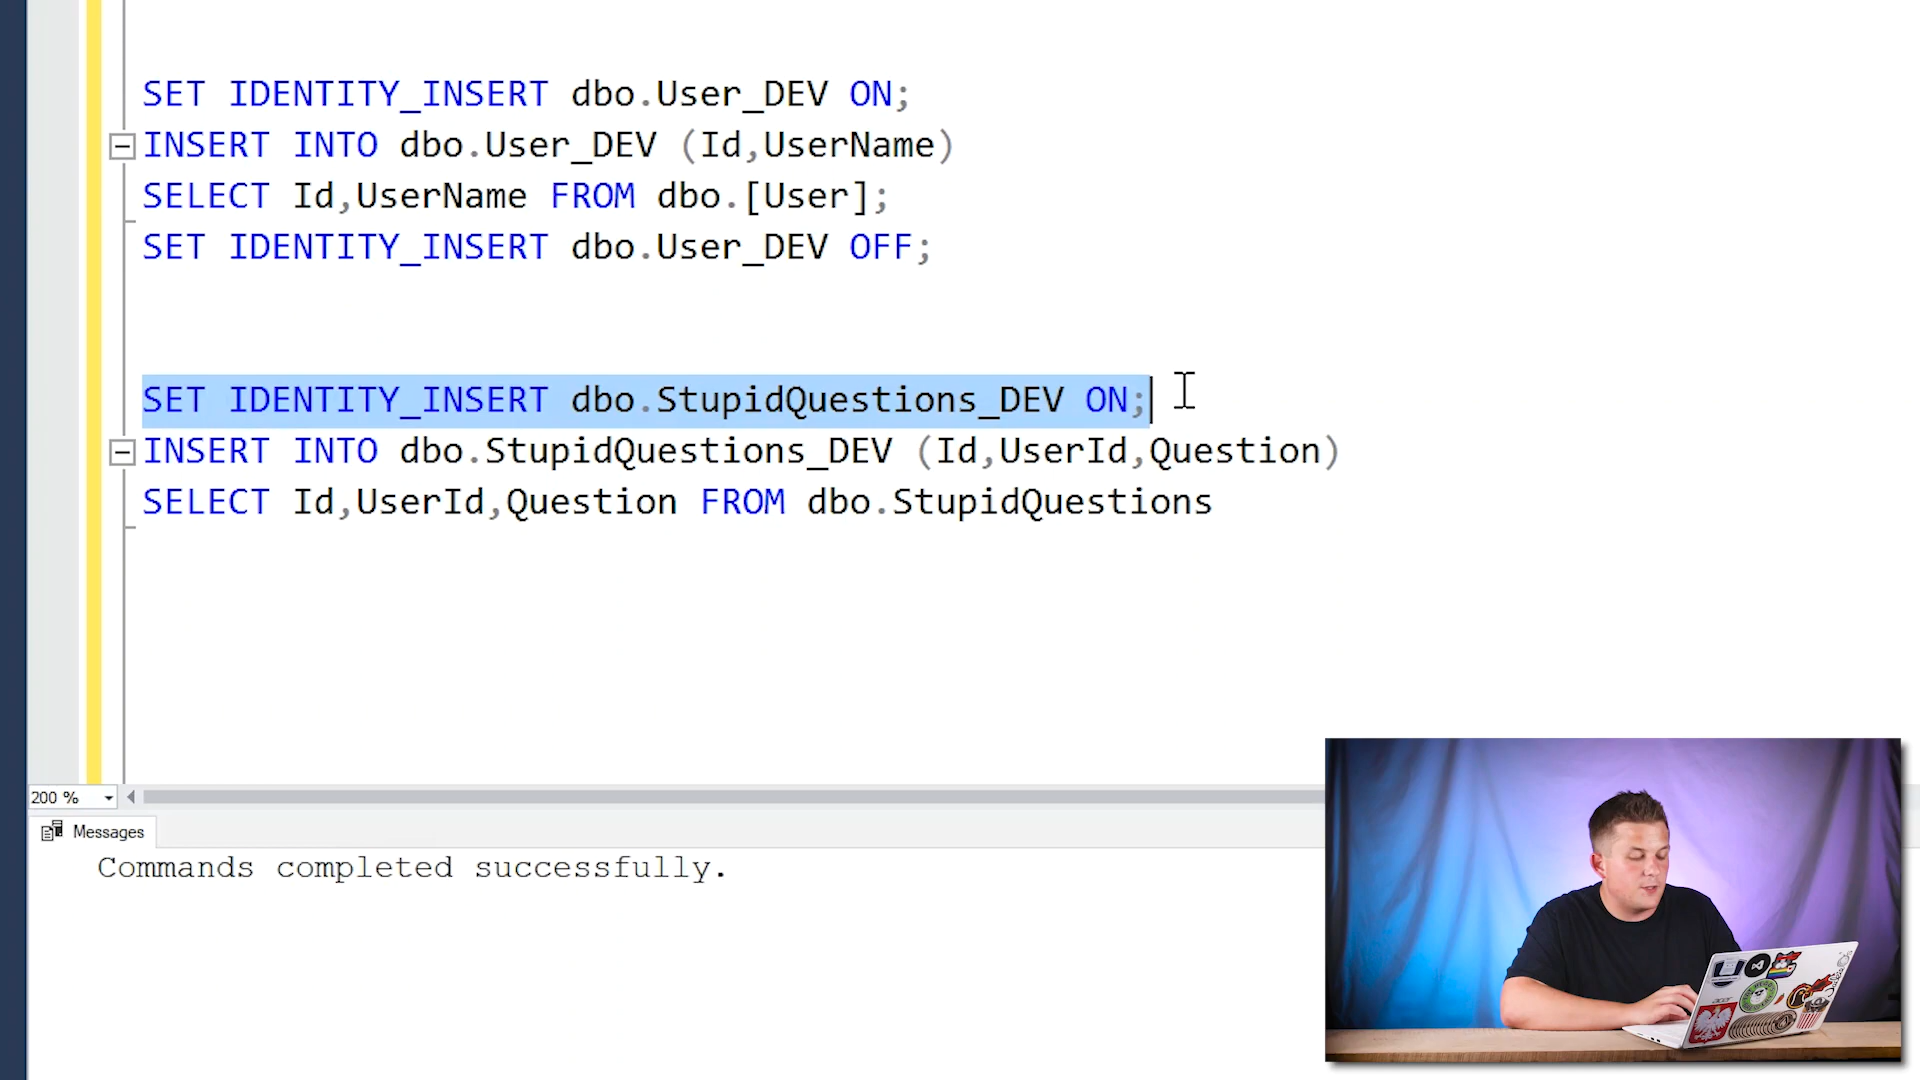 SET IDENTITY_INSERT dbo.User_DEV ON;
INSERT INTO dbo.User_DEV (Id,UserName)
SELECT Id,UserName FROM dbo.[User];
SET IDENTITY_INSERT dbo.User_DEV OFF;
SET IDENTITY_INSERT dbo.StupidQuestions_DEV ON;
INSERT INTO dbo.StupidQuestions_DEV (Id,UserId,Question)
SELECT Id,UserId,Question FROM dbo.StupidQuestions
200 %
Messages
Commands completed successfully.
acer